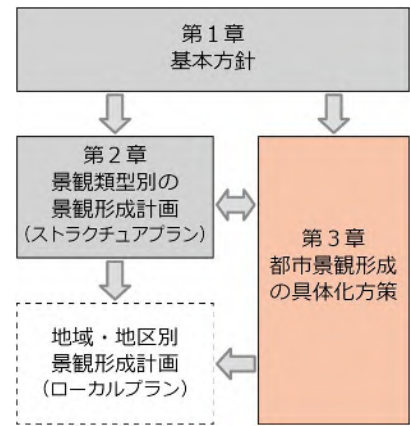 第１章
基本方針
第２章
景観類型別の
景観形成計画
（ストラクチュアプラン）
第３章
都市景観形成
の具体化方策
地域・地区別
景観形成計画
（ローカルプラン）